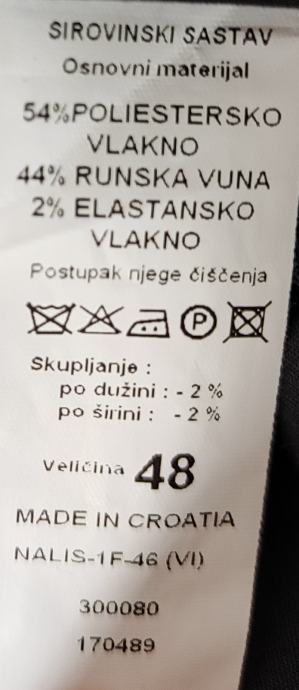 SIROVINSKI SASTAV
Osnovni materijal
54%POLIESTERSKO
VLAKNO
44% RUNSKA VUNA
2% ELASTANSKO
VLAKNO
Postupak njege čiščenja
P
Skupljanje :
po dužini : - 2 %
po širini : - 2 %
Veličina 48
MADE IN CROATIA
NALIS-1F-46 (VI)
300080
170489